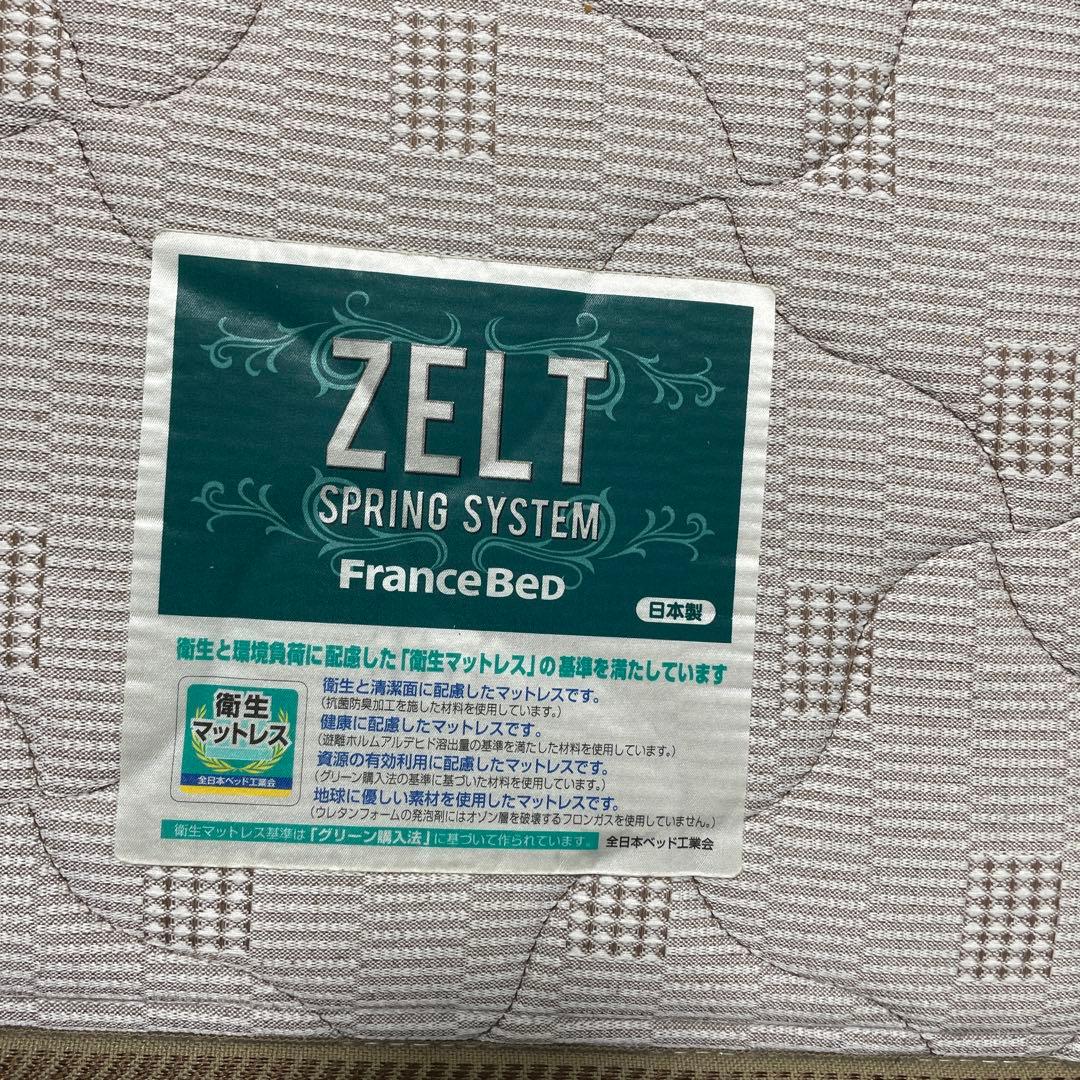 ZELT
SPRING SYSTEM
FranceBeD
日本製
衛生と環境負荷に配慮した「衛生マットレス」の基準を満たしています
衛生
マットレス
全日本ベッド工業会
衛生と清潔面に配慮したマットレスです。
(抗菌防臭加工を施した材料を使用しています。)
健康に配慮したマットレスです。
(遊離ホルムアルデヒド溶出量の基準を満たした材料を使用しています。)
資源の有効利用に配慮したマットレスです。
(グリーン購入法の基準に基づいた材料を使用しています。)
地球に優しい素材を使用したマットレスです。
(ウレタンフォームの発泡剤にはオゾン層を破壊するフロンガスを使用していません。)
衛生マットレス基準は「グリーン購入法」に基づいて作られています。 全日本ベッド工業会